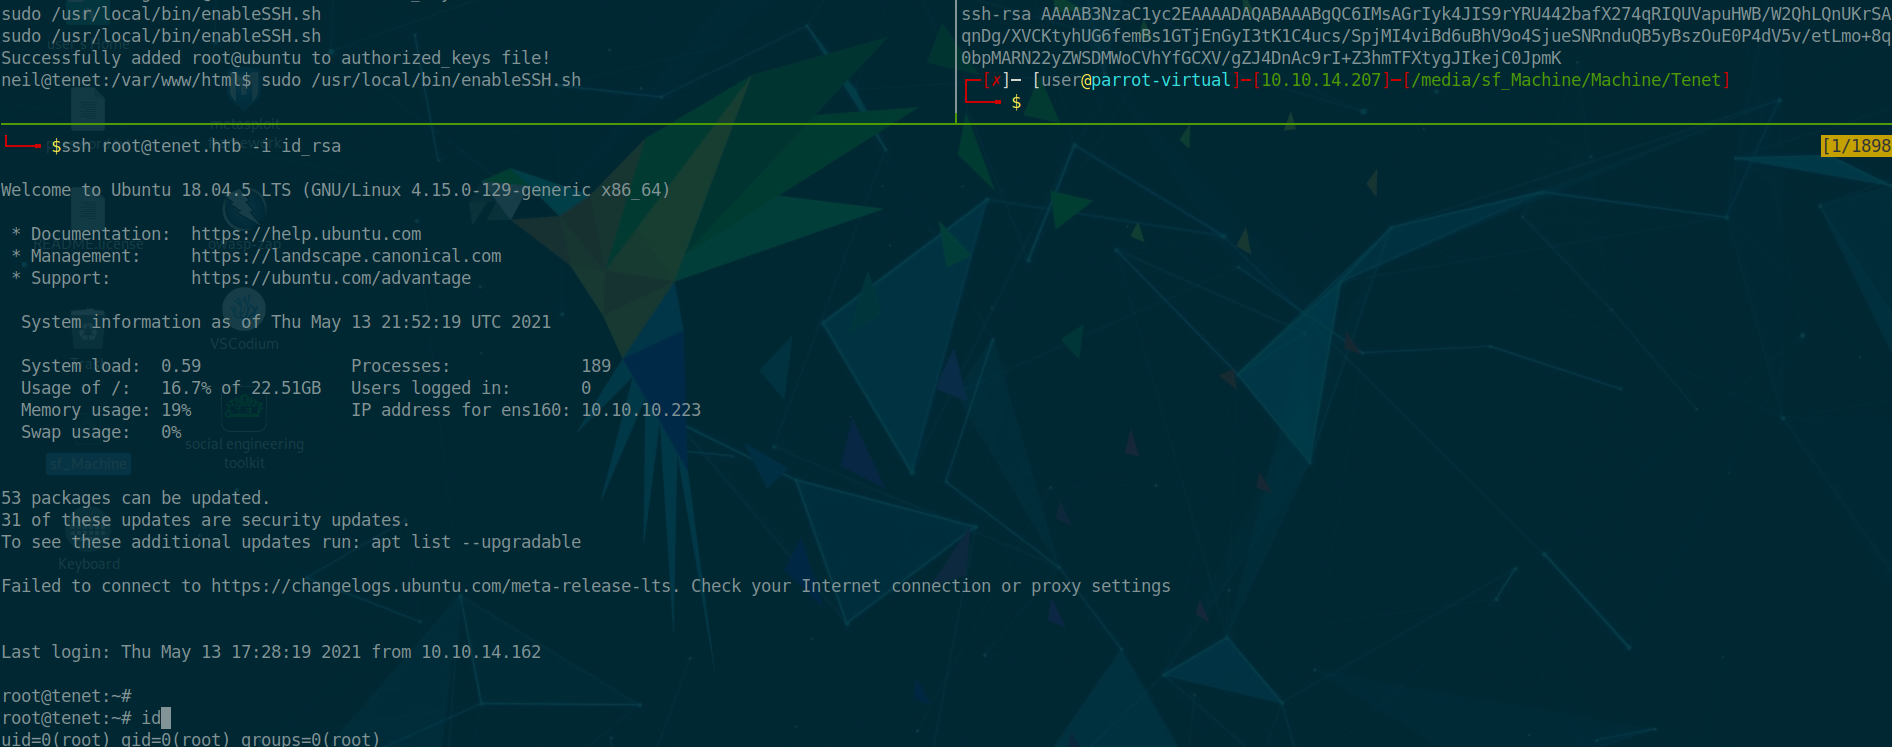 sudo /usr/local/bin/enableSSH.sh
sudo /usr/local/bin/enableSSH.sh
Successfully added root@ubuntu to authorized_keys file!
neil@tenet:/var/www/html$ sudo /usr/local/bin/enableSSH.sh
ssh-rsa AAAAB3NzaC1yc2EAAAADAQABAAABgQC6IMsAGrIyk4JIS9rYRU442bafX274qRIQUVapuHWB/W2QhLQnUKrSA
qnDg/XVCKtyhUG6femBs1GTjEnGyI3tK1C4ucs/SpjMI4viBd6uBhV9o4SjueSNRnduQB5yBszOuE0P4dV5v/etLmo+8q
0bpMARN22yZWSDMWoCVhYfGCXV/gZJ4DnAc9rI+Z3hmTFXtygJIkejC0JpmK
[✗]─ [user@parrot-virtual]─[10.10.14.207]─[/media/sf_Machine/Machine/Tenet]
$
$ssh root@tenet.htb -i id_rsa
[1/1898
Welcome to Ubuntu 18.04.5 LTS (GNU/Linux 4.15.0-129-generic x86_64)
* Documentation: https://help.ubuntu.com
* Management: https://landscape.canonical.com
* Support: https://ubuntu.com/advantage
System information as of Thu May 13 21:52:19 UTC 2021
System load: 0.59 Processes: 189
Usage of /: 16.7% of 22.51GB Users logged in: 0
Memory usage: 19% IP address for ens160: 10.10.10.223
Swap usage: 0%
53 packages can be updated.
31 of these updates are security updates.
To see these additional updates run: apt list --upgradable
Failed to connect to https://changelogs.ubuntu.com/meta-release-lts. Check your Internet connection or proxy settings
Last login: Thu May 13 17:28:19 2021 from 10.10.14.162
root@tenet:~#
root@tenet:~# id
uid=0(root) gid=0(root) groups=0(root)
metasploit
README.license
VSCodium
social engineering
toolkit
sf_Machine
Keyboard